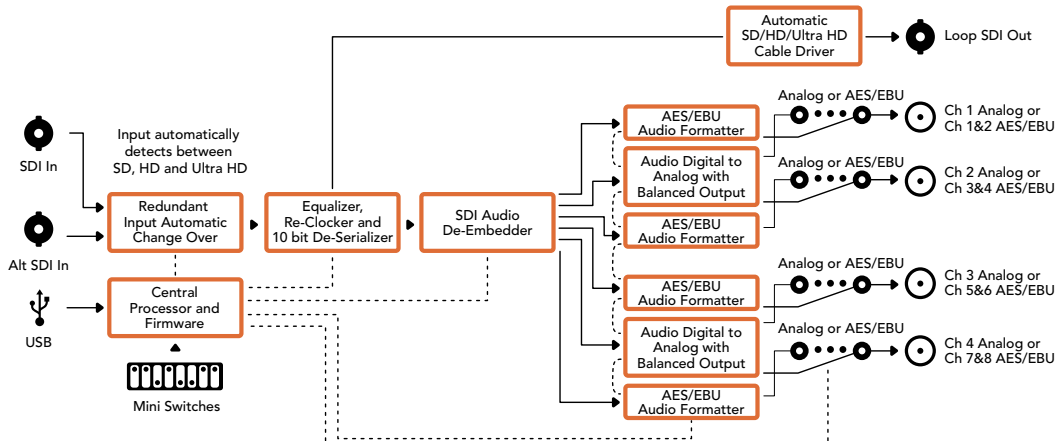 Automatic
SD/HD/Ultra HD
Cable Driver
Loop SDI Out
SDI In
Input automatically
detects between
SD, HD and Ultra HD
Alt SDI In
Redundant
Input Automatic
Change Over
Equalizer,
Re-Clocker and
10 bit De-Serializer
SDI Audio
De-Embedder
USB
Central
Processor and
Firmware
Mini Switches
AES/EBU
Audio Formatter
Audio Digital to
Analog with
Balanced Output
AES/EBU
Audio Formatter
AES/EBU
Audio Formatter
Audio Digital to
Analog with
Balanced Output
AES/EBU
Audio Formatter
Analog or AES/EBU
Ch 1 Analog or
Ch 1&2 AES/EBU
Analog or AES/EBU
Ch 2 Analog or
Ch 3&4 AES/EBU
Analog or AES/EBU
Ch 3 Analog or
Ch 5&6 AES/EBU
Analog or AES/EBU
Ch 4 Analog or
Ch 7&8 AES/EBU